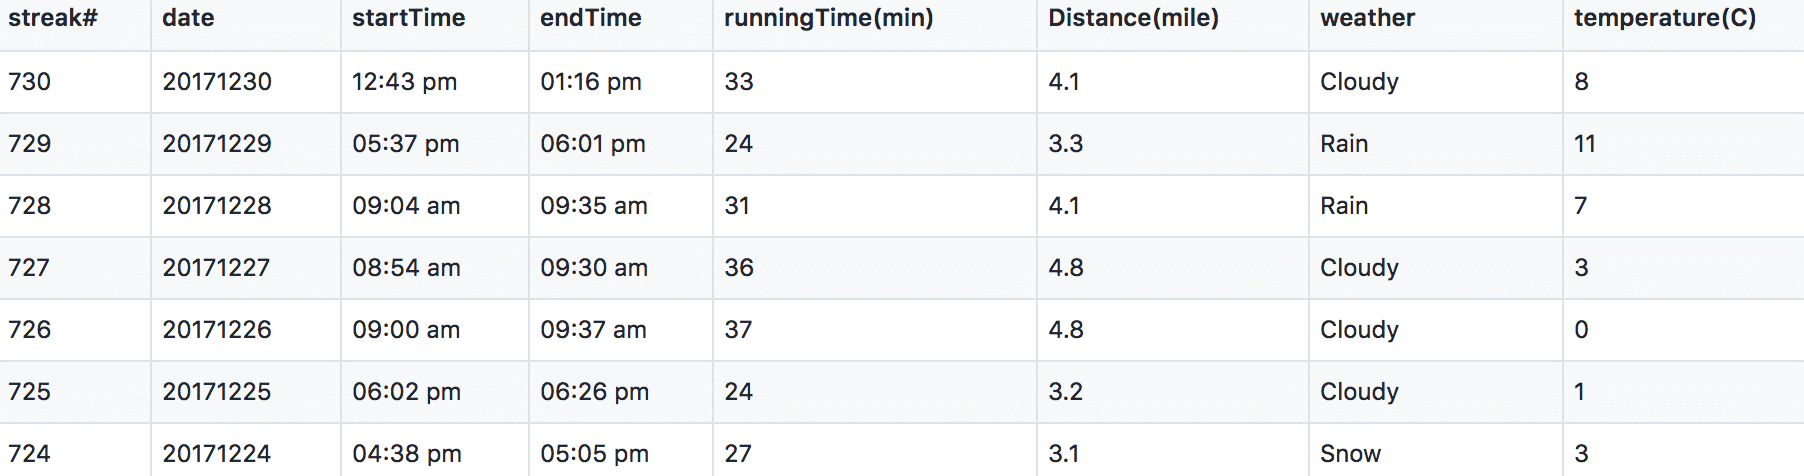 streak# date startTime endTime runningTime(min) Distance(mile) weather temperature(C)
730 20171230 12:43 pm 01:16 pm 33 4.1 Cloudy 8
729 20171229 05:37 pm 06:01 pm 24 3.3 Rain 11
728 20171228 09:04 am 09:35 am 31 4.1 Rain 7
727 20171227 08:54 am 09:30 am 36 4.8 Cloudy 3
726 20171226 09:00 am 09:37 am 37 4.8 Cloudy 0
725 20171225 06:02 pm 06:26 pm 24 3.2 Cloudy 1
724 20171224 04:38 pm 05:05 pm 27 3.1 Snow 3